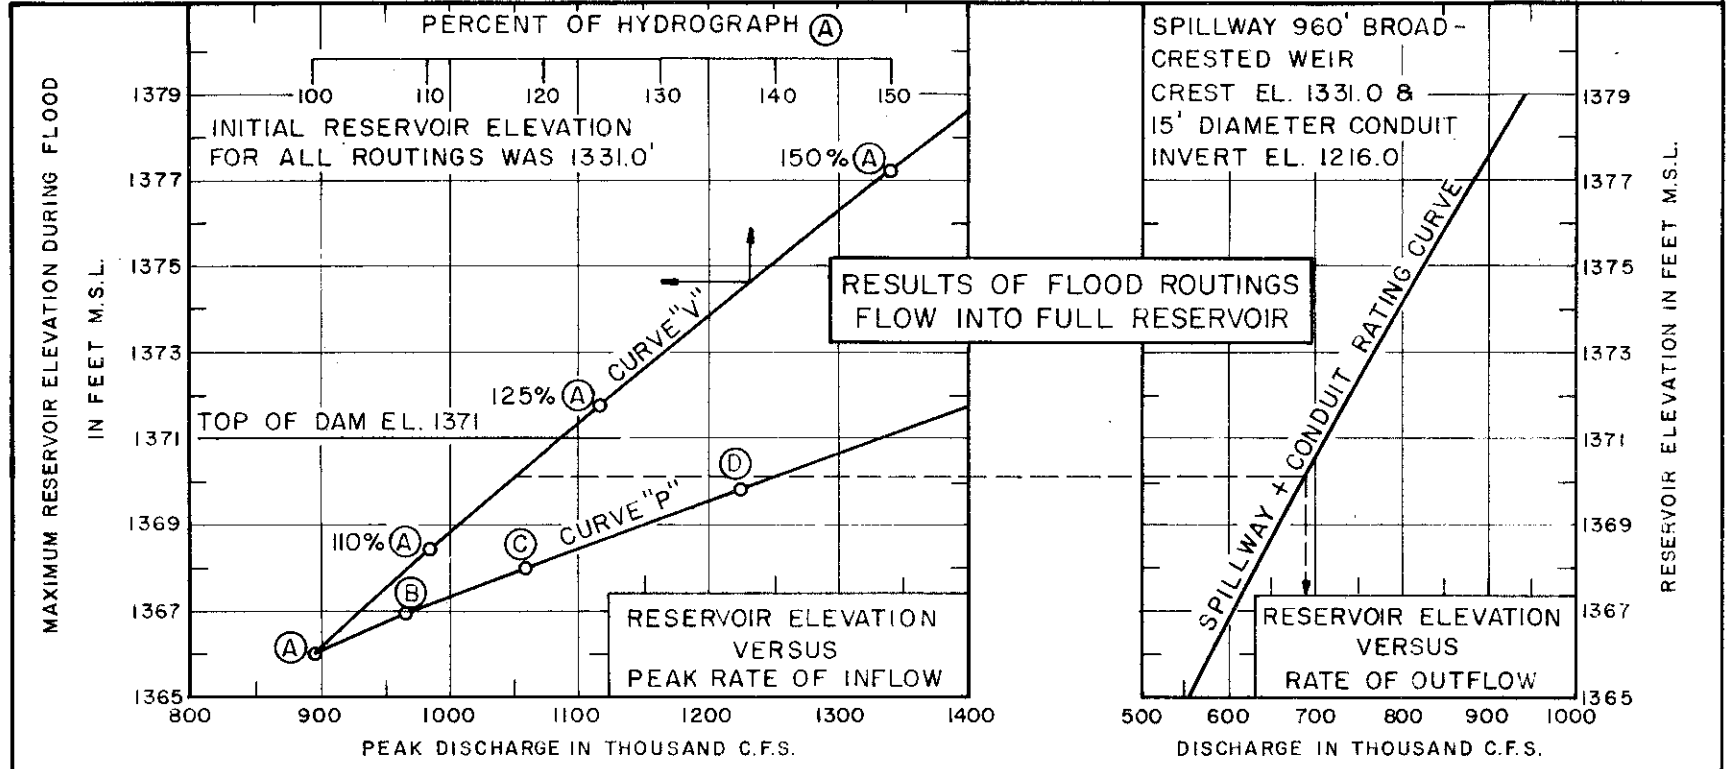 PERCENT OF HYDROGRAPH A
100 110 120 130 140 150
INITIAL RESERVOIR ELEVATION
FOR ALL ROUTINGS WAS 1331.0'
MAXIMUM RESERVOIR ELEVATION DURING FLOOD
IN FEET M.S.L.
1379
1377
1375
1373
1371
1369
1367
1365
150% A
125% A
110% A
A
B
C
D
CURVE "V"
CURVE "P"
TOP OF DAM EL. 1371
RESERVOIR ELEVATION
VERSUS
PEAK RATE OF INFLOW
800 900 1000 1100 1200 1300 1400
PEAK DISCHARGE IN THOUSAND C.F.S.
RESULTS OF FLOOD ROUTINGS
FLOW INTO FULL RESERVOIR
SPILLWAY 960' BROAD-
CRESTED WEIR
CREST EL. 1331.0 &
15' DIAMETER CONDUIT
INVERT EL. 1216.0
SPILLWAY + CONDUIT RATING CURVE
RESERVOIR ELEVATION
VERSUS
RATE OF OUTFLOW
1379
1377
1375
1373
1371
1369
1367
1365
RESERVOIR ELEVATION IN FEET M.S.L.
500 600 700 800 900 1000
DISCHARGE IN THOUSAND C.F.S.